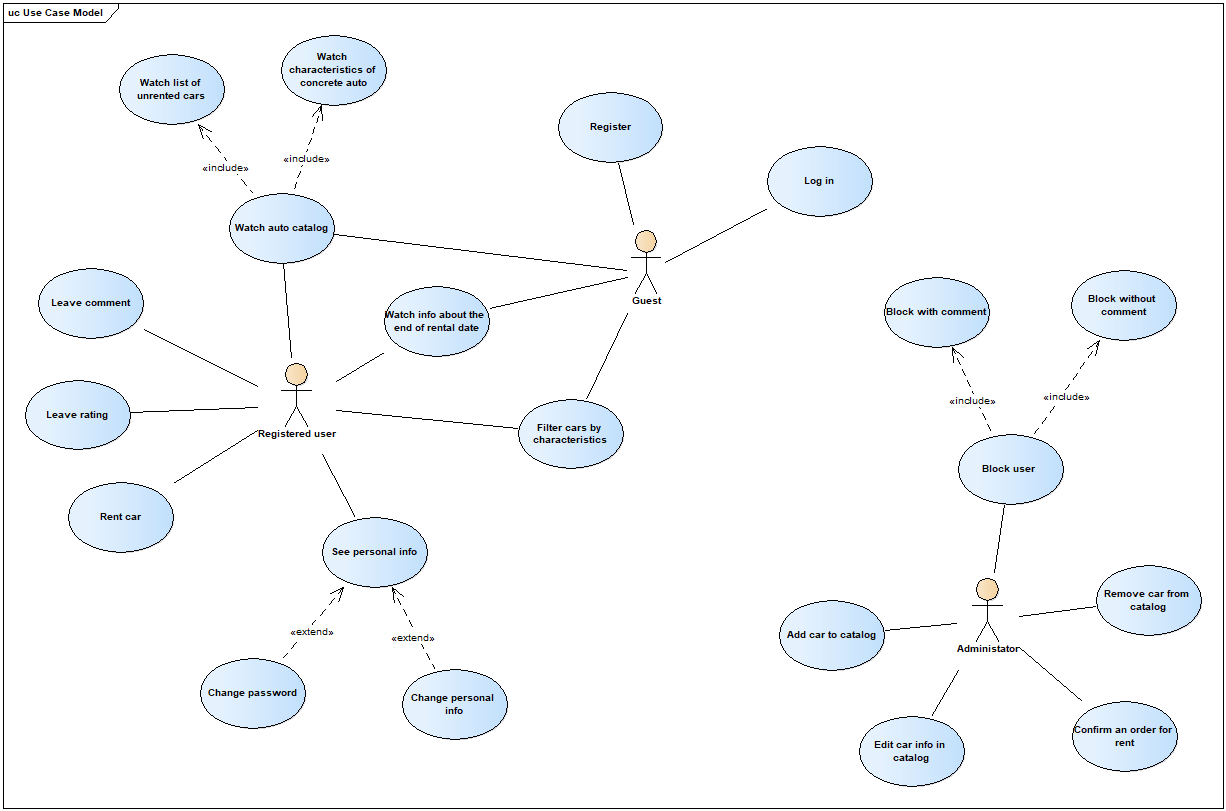 uc Use Case Model
Watch
characteristics of
concrete auto
Watch list of
unrented cars
Register
Log in
«include»
«include»
Watch auto catalog
Guest
Leave comment
Watch info about the
end of rental date
Block with comment
Block without
comment
Registered user
Leave rating
Filter cars by
characteristics
«include»
«include»
Block user
Rent car
See personal info
Add car to catalog
Administator
Remove car from
catalog
«extend»
«extend»
Change password
Change personal
info
Edit car info in
catalog
Confirm an order for
rent